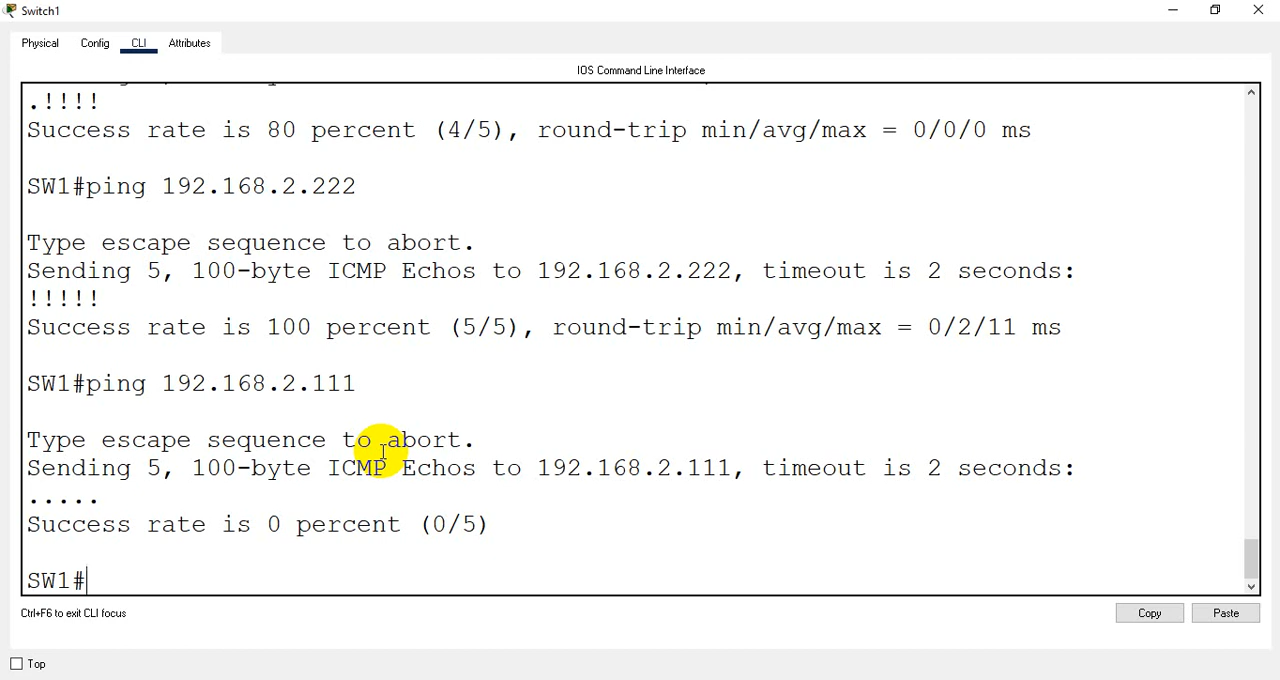 Switch1
Physical Config CLI Attributes
IOS Command Line Interface
.!!!!
Success rate is 80 percent (4/5), round-trip min/avg/max = 0/0/0 ms
SW1#ping 192.168.2.222
Type escape sequence to abort.
Sending 5, 100-byte ICMP Echos to 192.168.2.222, timeout is 2 seconds:
!!!!!
Success rate is 100 percent (5/5), round-trip min/avg/max = 0/2/11 ms
SW1#ping 192.168.2.111
Type escape sequence to abort.
Sending 5, 100-byte ICMP Echos to 192.168.2.111, timeout is 2 seconds:
.....
Success rate is 0 percent (0/5)
SW1#
Ctrl+F6 to exit CLI focus
Copy Paste
Top